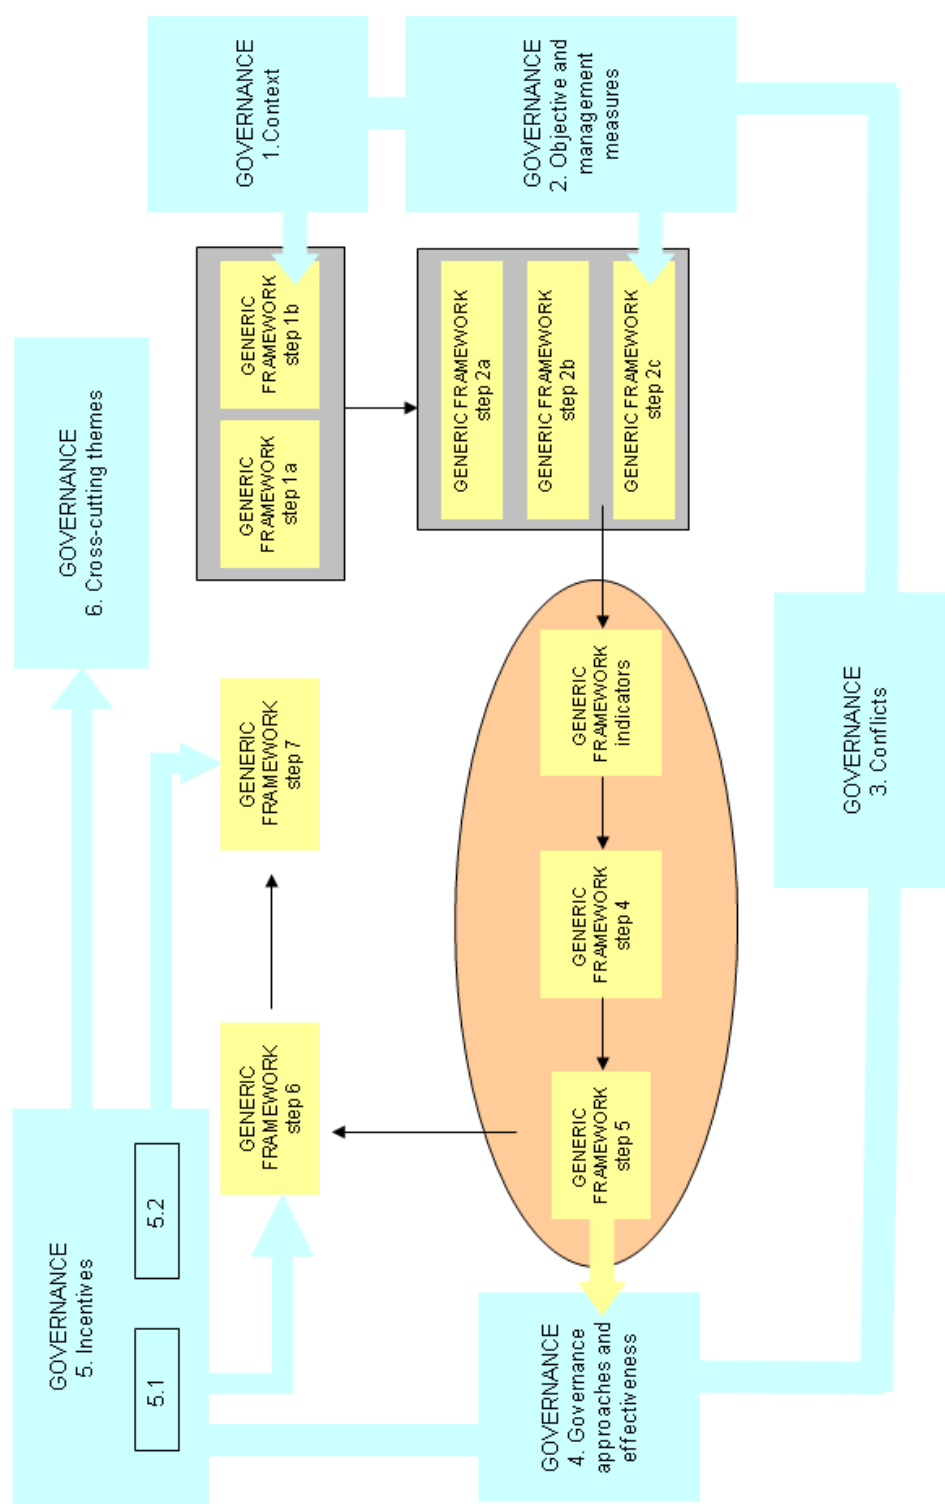 GOVERNANCE
1.Context
GOVERNANCE
2. Objective and
management
measures
GENERIC
FRAMEWORK
step 1a
GENERIC
FRAMEWORK
step 1b
GENERIC FRAMEWORK
step 2a
GENERIC FRAMEWORK
step 2b
GENERIC FRAMEWORK
step 2c
GOVERNANCE
6. Cross-cutting themes
GENERIC
FRAMEWORK
step 7
GENERIC
FRAMEWORK
indicators
GENERIC
FRAMEWORK
step 4
GENERIC
FRAMEWORK
step 5
GENERIC
FRAMEWORK
step 6
GOVERNANCE
3. Conflicts
GOVERNANCE
5. Incentives
5.1
5.2
GOVERNANCE
4. Governance
approaches and
effectiveness